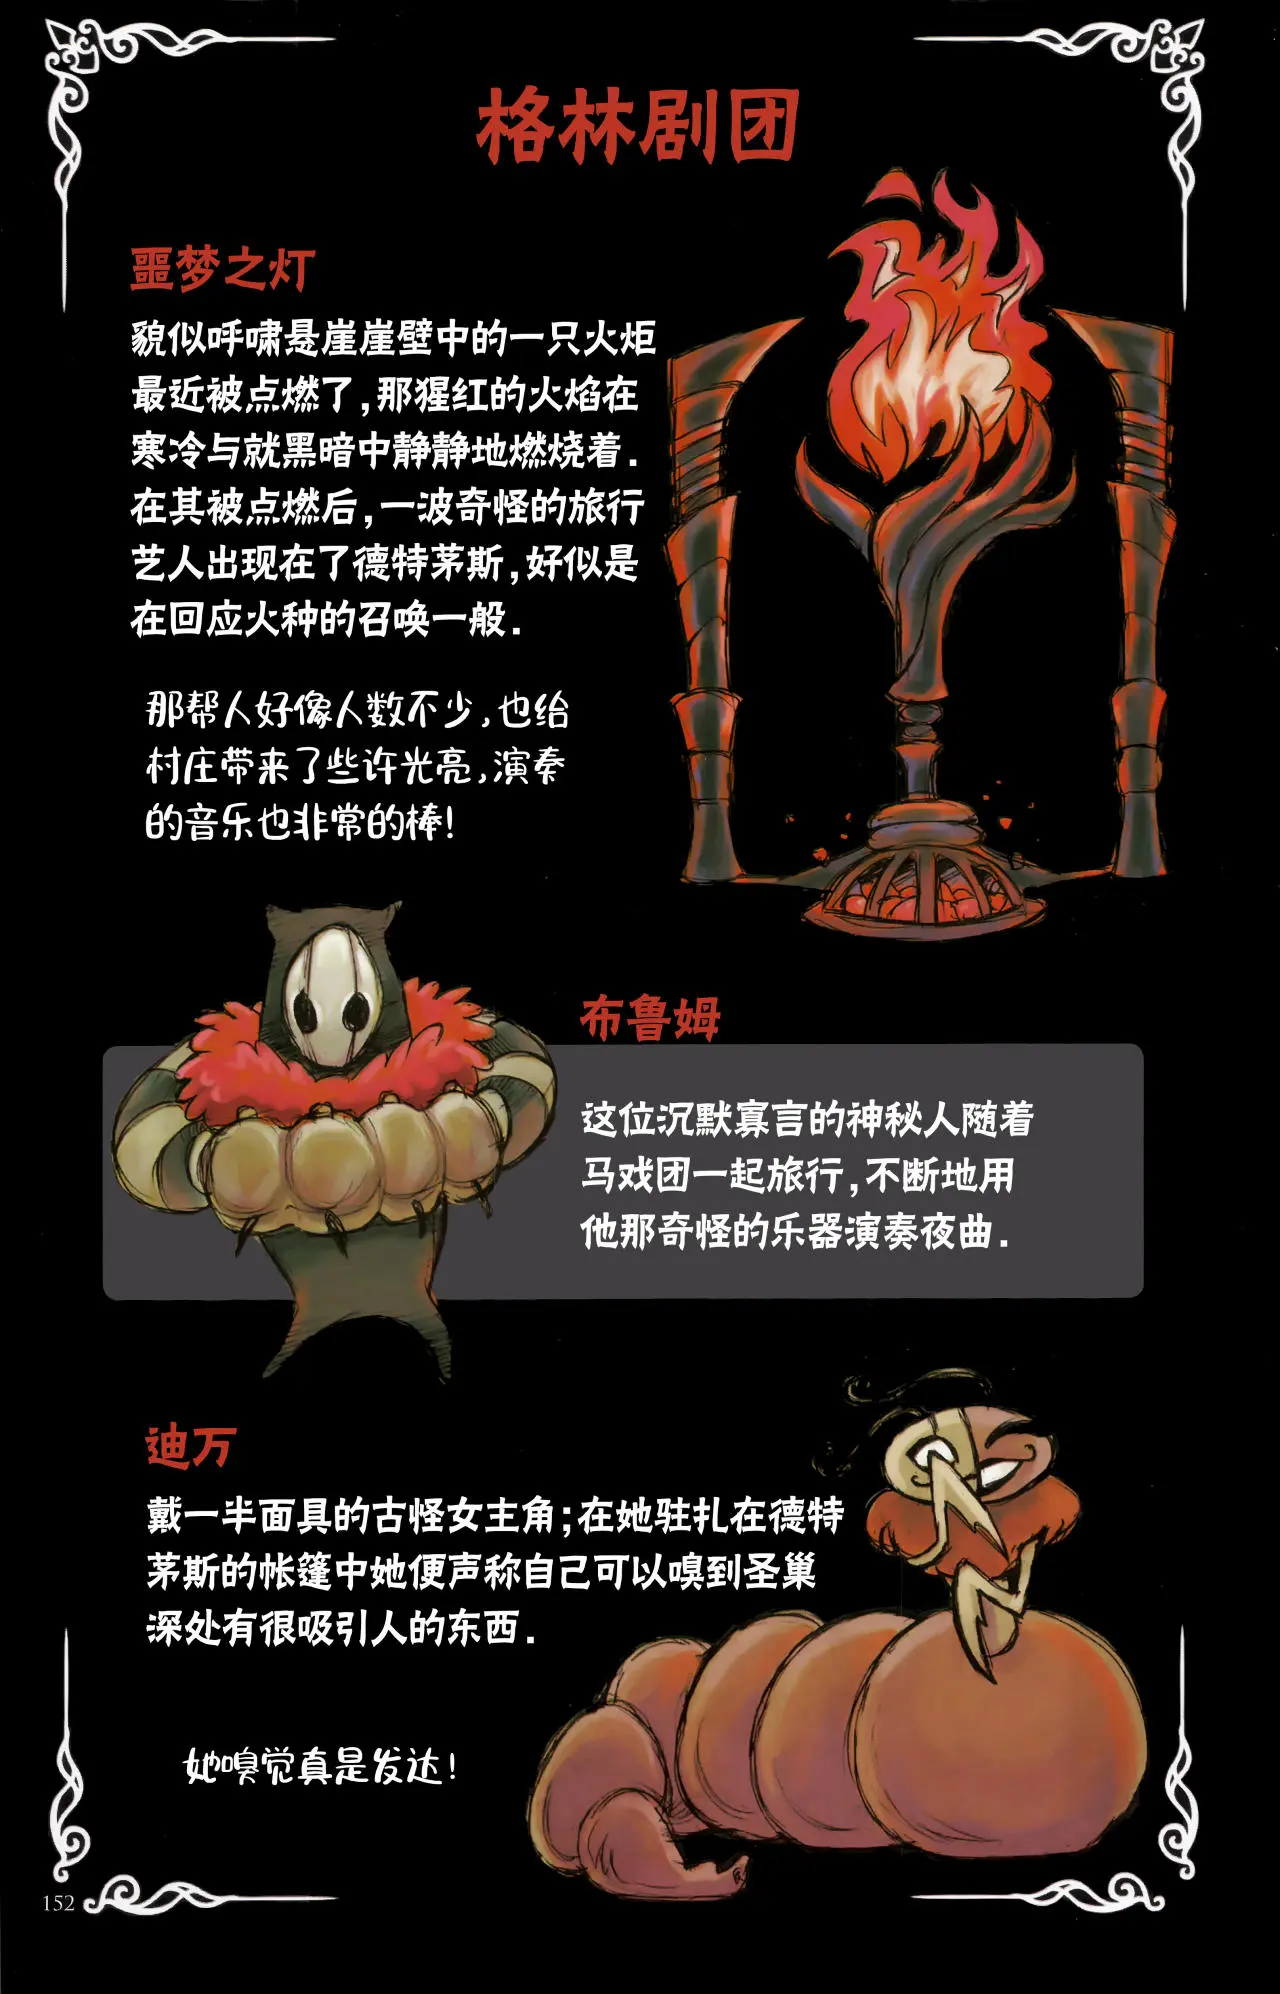 格林剧团
噩梦之灯
貌似呼啸悬崖崖壁中的一只火炬
最近被点燃了,那猩红的火焰在
寒冷与就黑暗中静静地燃烧着.
在其被点燃后,一波奇怪的旅行
艺人出现在了德特茅斯,好似是
在回应火种的召唤一般.
那帮人好像人数不少,也给
村庄带来了些许光亮,演奏
的音乐也非常的棒!
布鲁姆
这位沉默寡言的神秘人随着
马戏团一起旅行,不断地用
他那奇怪的乐器演奏夜曲.
迪万
戴一半面具的古怪女主角;在她驻扎在德特
茅斯的帐篷中她便声称自己可以嗅到圣巢
深处有很吸引人的东西.
她嗅觉真是发达!
152